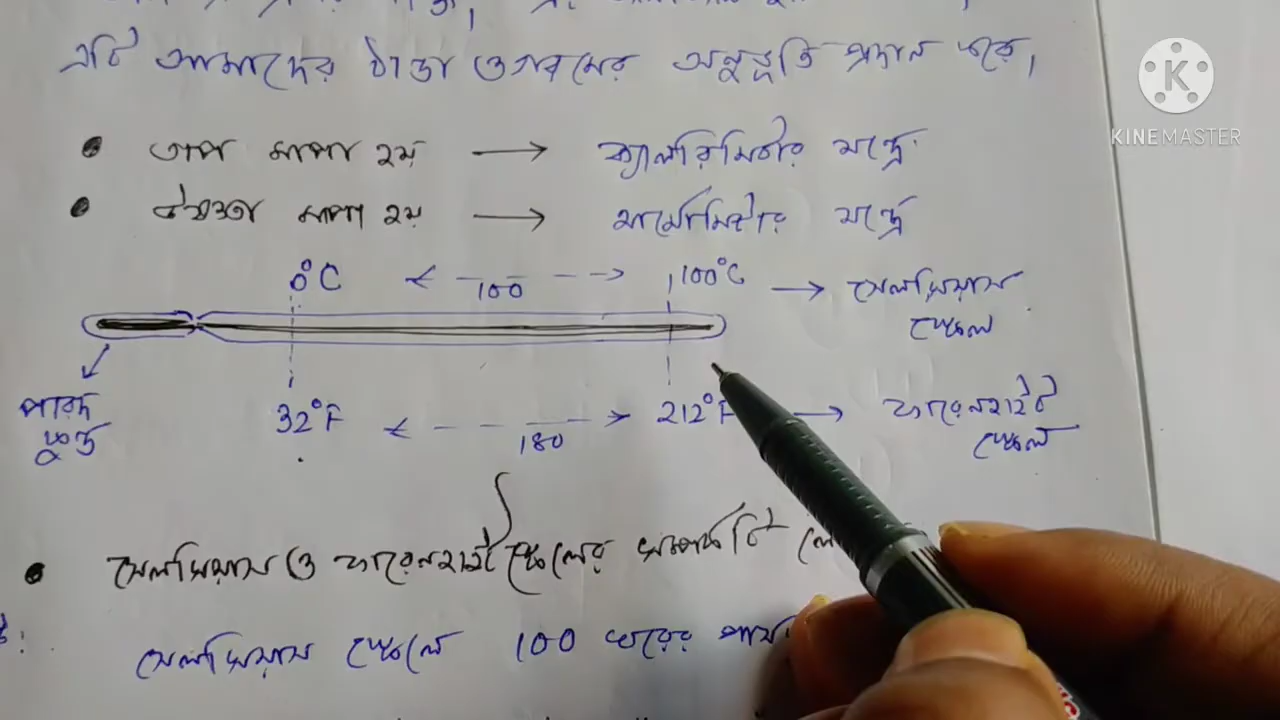 এটি আমাদের ঠান্ডা ও গরমের অনুভূতি প্রদান করে।
K
KINEMASTER
• তাপ মাপা হয় → ক্যালরিমিটার যন্ত্রে
• উষ্ণতা মাপা হয় → থার্মোমিটার যন্ত্রে
0°C <- 100 --> 100°C → সেলসিয়াস
স্কেলে
পারদ
কুন্ড
32°F <--- 180 -> 212°F → ফারেনহাইট
স্কেলে
• সেলসিয়াস ও ফারেনহাইট স্কেলের সম্পর্কটি
সেলসিয়াস স্কেলে 100 ঘরের